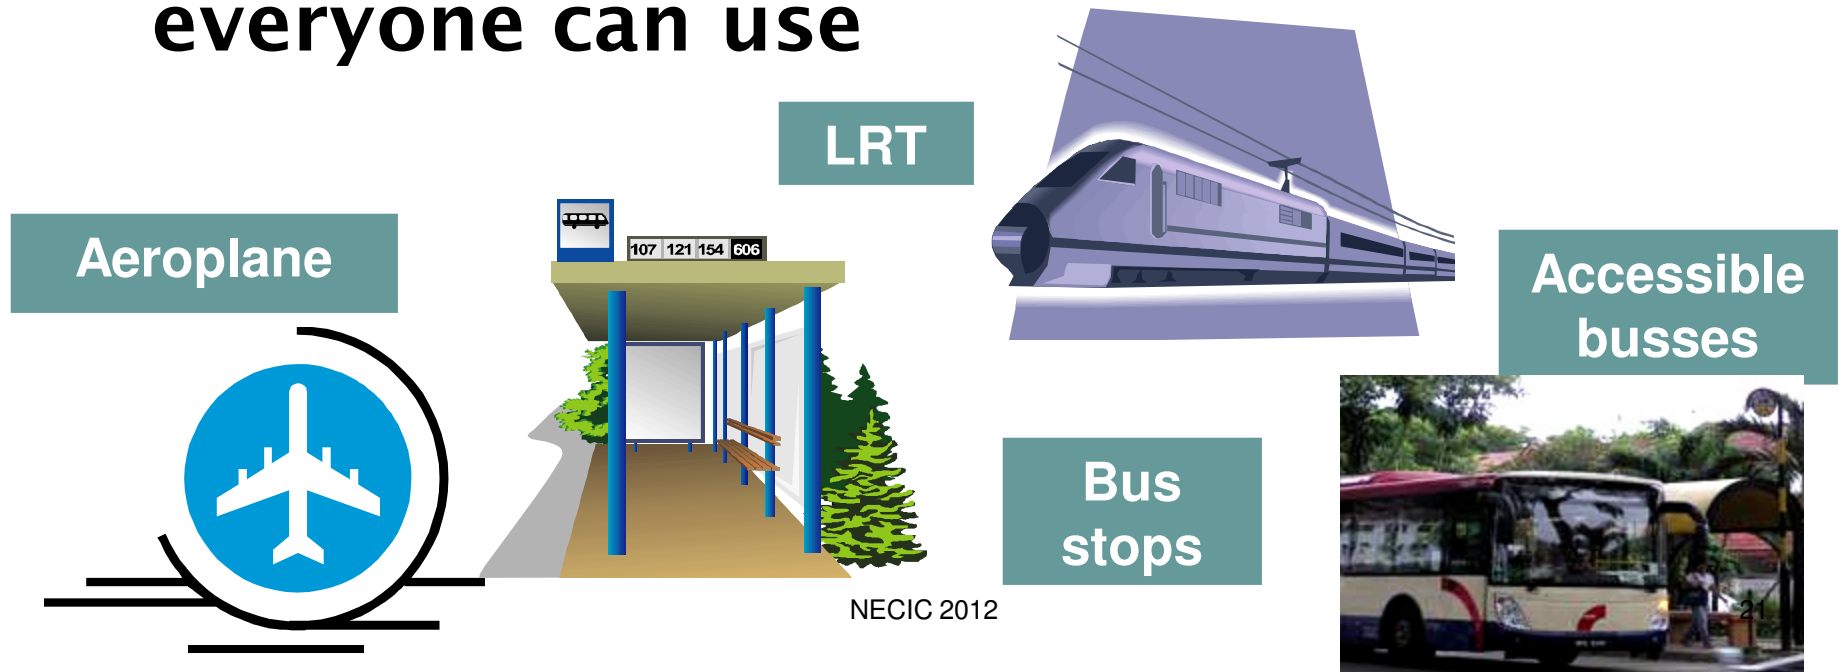 everyone can use
LRT
Aeroplane
107 121 154 606
Accessible
busses
Bus
stops
NECIC 2012
21